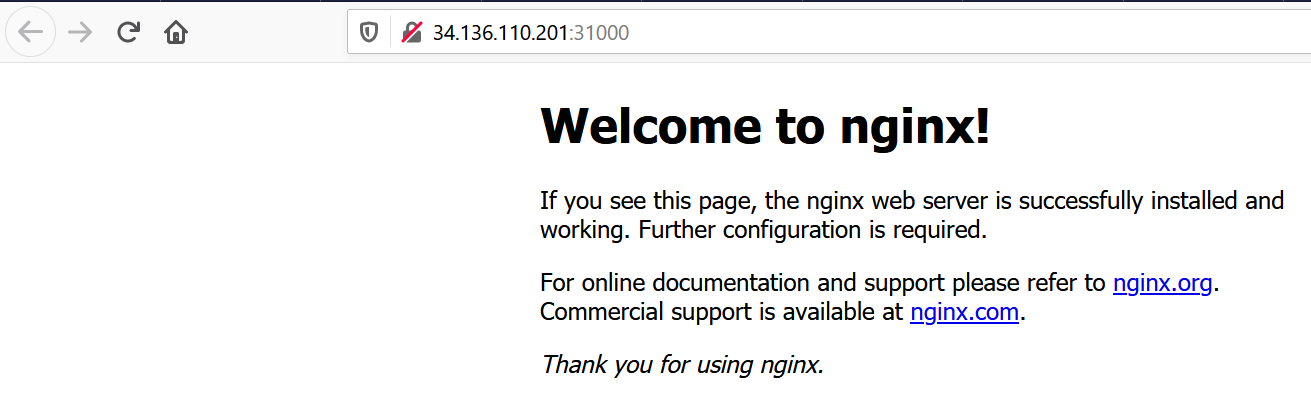 34.136.110.201:31000
Welcome to nginx!
If you see this page, the nginx web server is successfully installed and
working. Further configuration is required.
For online documentation and support please refer to nginx.org.
Commercial support is available at nginx.com.
Thank you for using nginx.